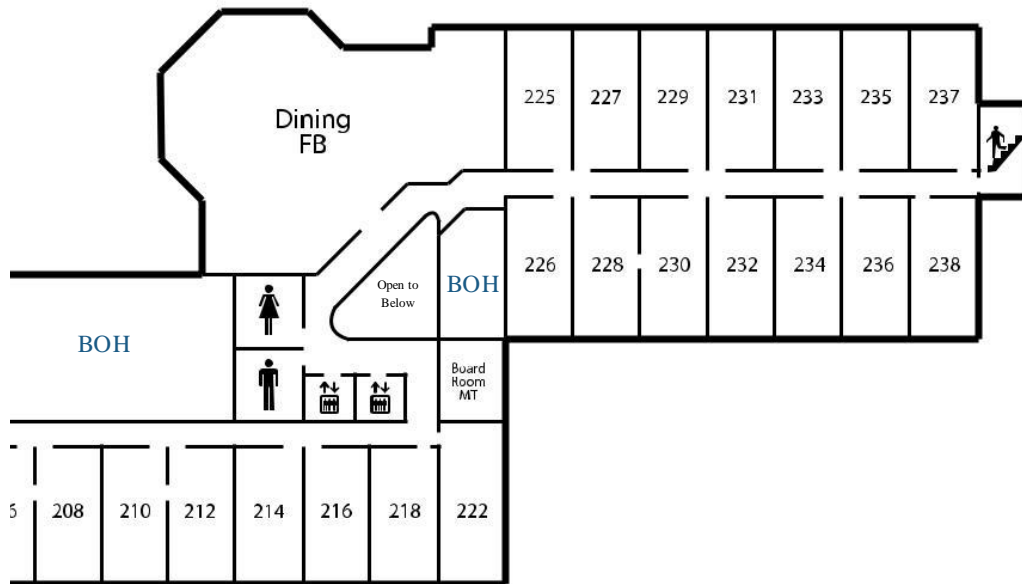 225 227 229 231 233 235 237
Dining
FB
226 228 230 232 234 236 238
BOH
Open to
Below
BOH
Board
Room
MT
208 210 212 214 216 218 222